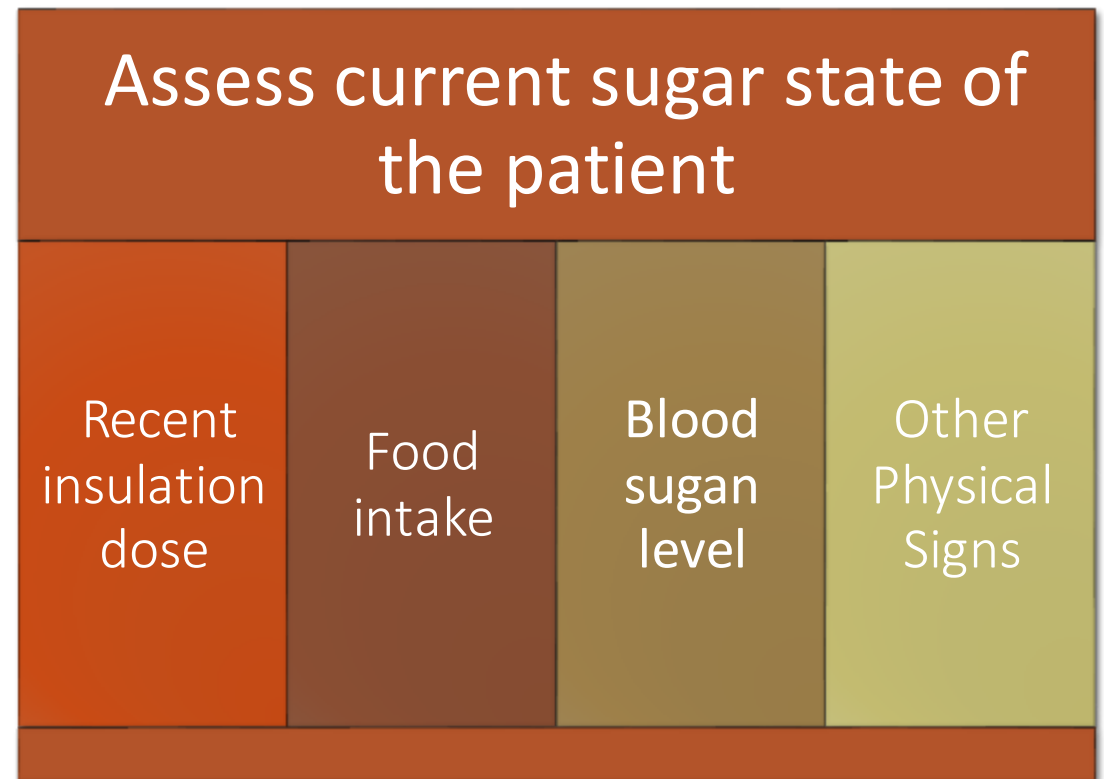 Assess current sugar state of
the patient
Recent
insulation
dose
Food
intake
Blood
sugan
level
Other
Physical
Signs